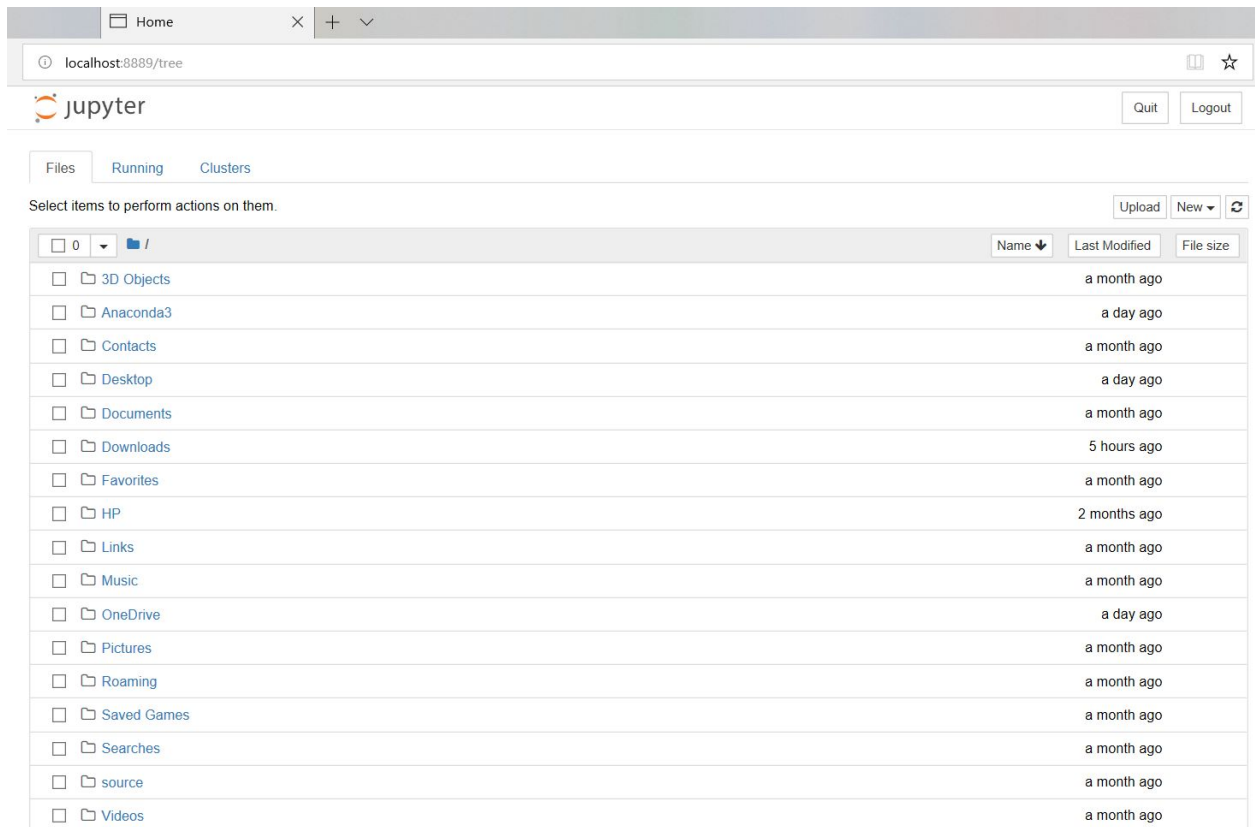 Home
localhost:8889/tree
jupyter
Quit Logout
Files Running Clusters
Select items to perform actions on them.
Upload New
0 / Name Last Modified File size
3D Objects a month ago
Anaconda3 a day ago
Contacts a month ago
Desktop a day ago
Documents a month ago
Downloads 5 hours ago
Favorites a month ago
HP 2 months ago
Links a month ago
Music a month ago
OneDrive a day ago
Pictures a month ago
Roaming a month ago
Saved Games a month ago
Searches a month ago
source a month ago
Videos a month ago